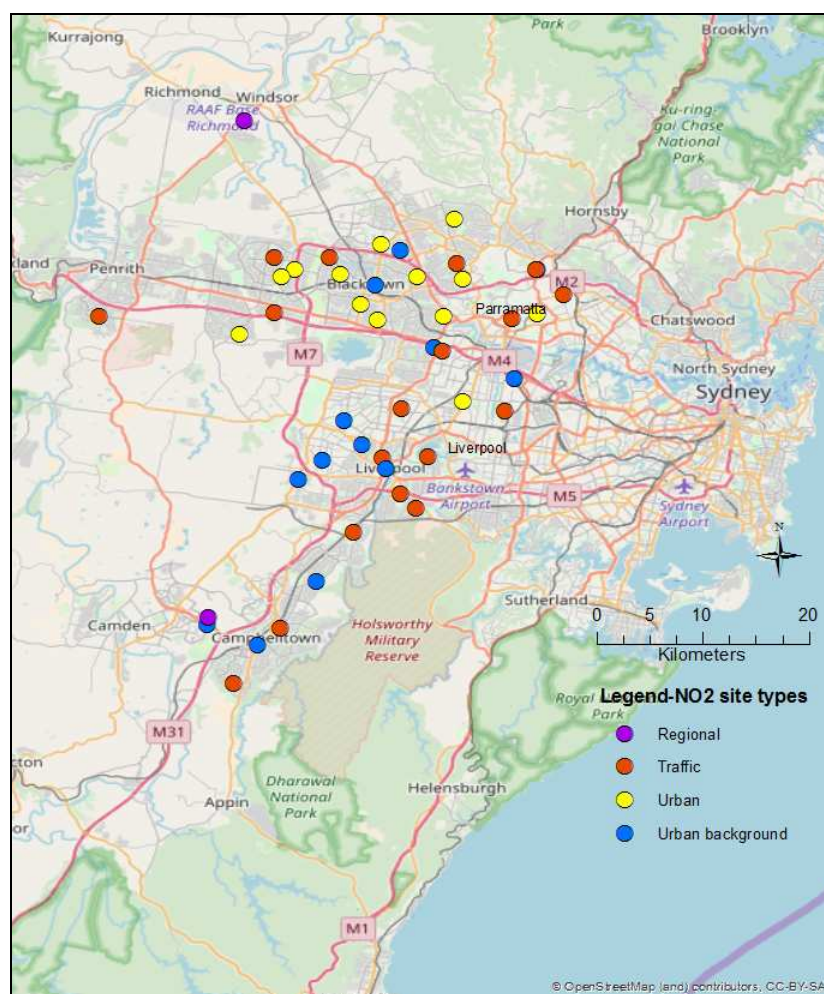 Brooklyn
Kurrajong
Richmond
Windsor
RAAF Base
Richmond
Park
Ku-ring-
gai Chase
National
Park
Hornsby
Penrith
Blacktown
M2
Parramatta
Chatswood
M7
M4
North Sydney
Sydney
Liverpool
Liverpool
Bankstown
Airport
M5
Sydney
Airport
N
Sutherland
0 5 10 20
Kilometers
Camden
Campbelltown
Holsworthy
Military
Reserve
Legend-NO2 site types
Royal
Park
Regional
Traffic
Urban
Urban background
M31
Dharawal
National
Park
Helensburgh
Appin
M1
© OpenStreetMap (and) contributors, CC-BY-SA